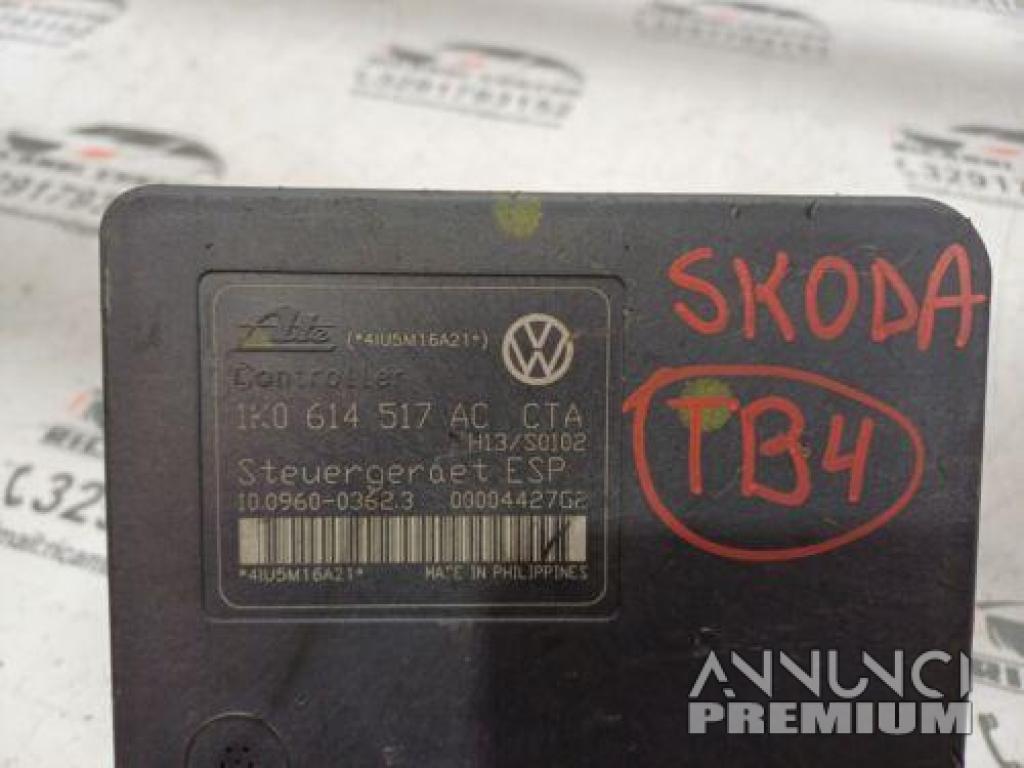 Ate (*4IU5M16A21*)
Controller
1K0 614 517 AC CTA
H13/S0102
Steuergeraet ESP
10.0960-0362.3 00004427G2
*4IU5M16A21* MADE IN PHILIPPINES
SKODA
TB4
ANNUNCI
PREMIUM